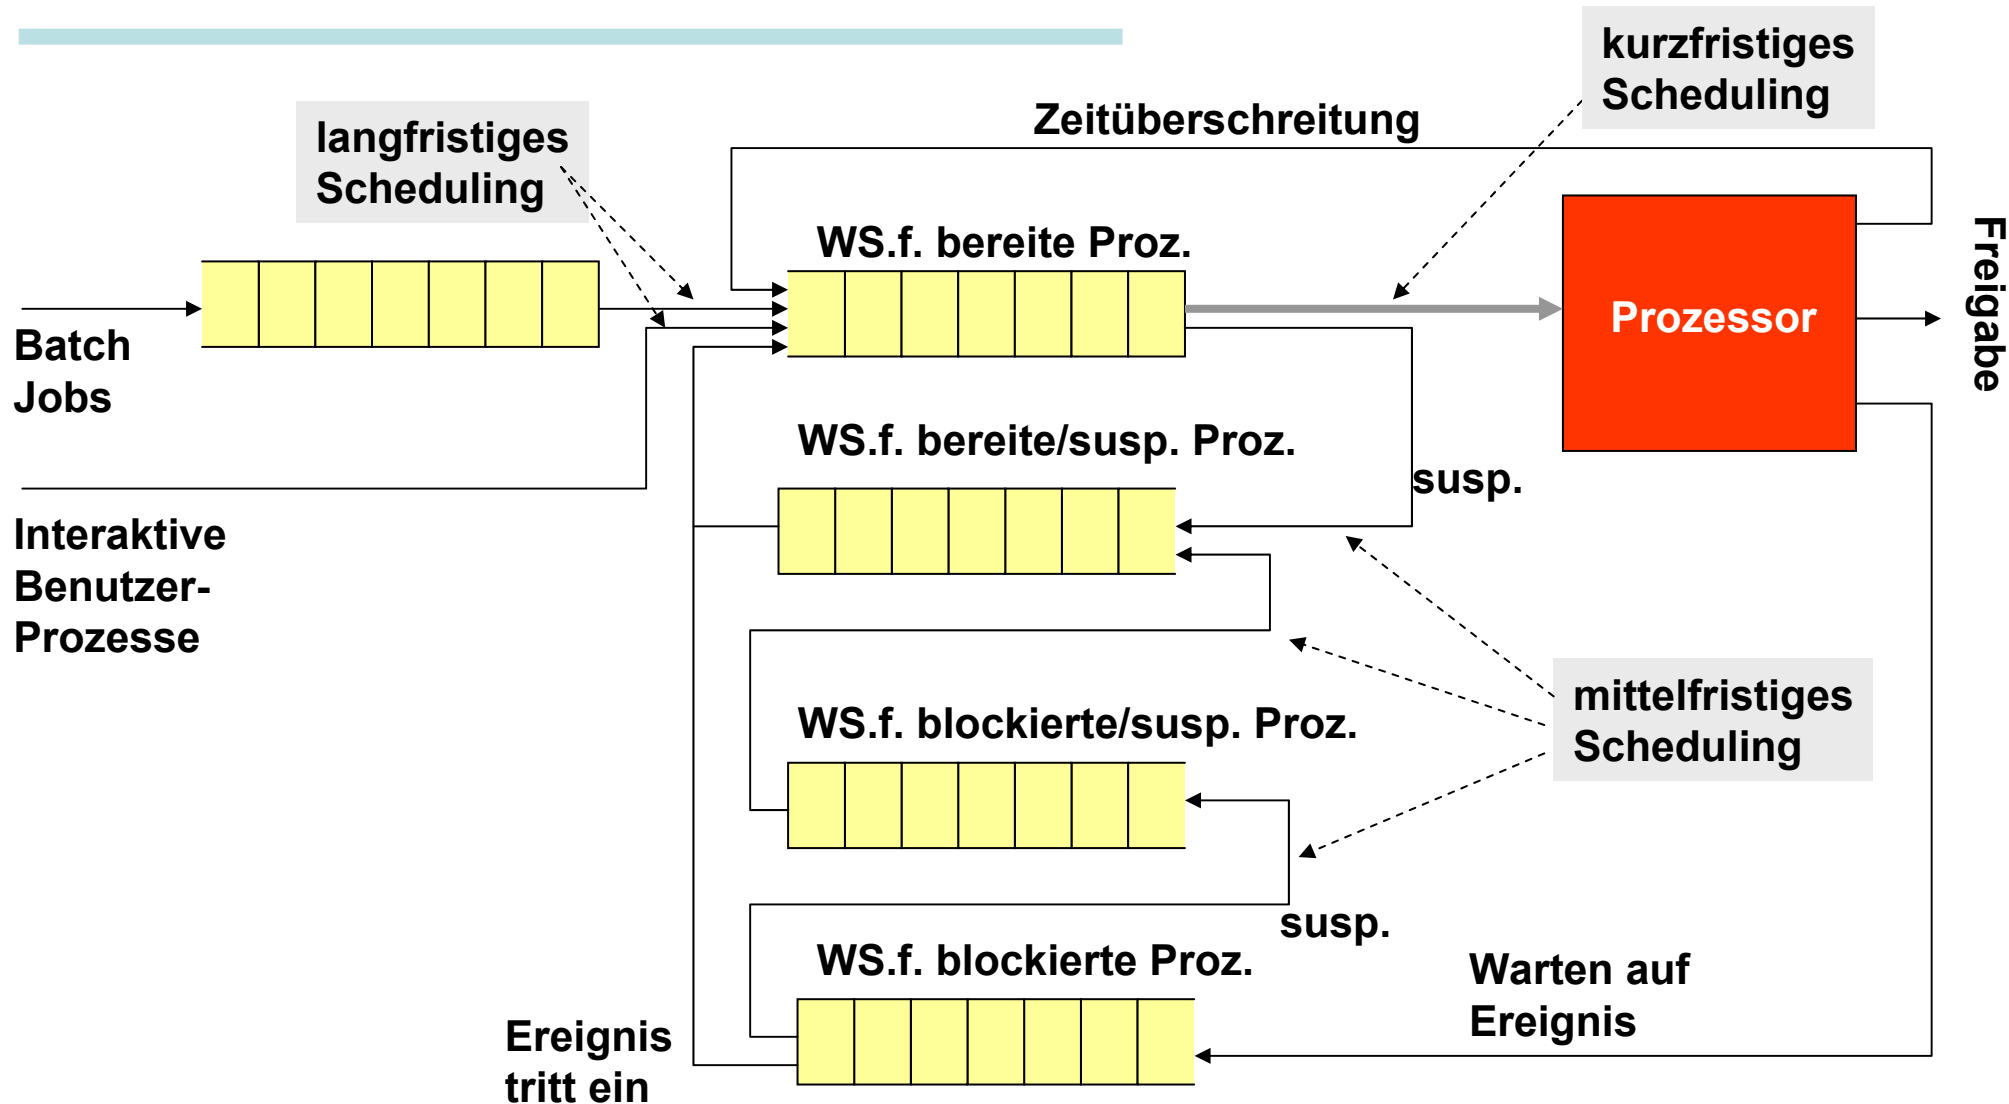 kurzfristiges
Scheduling
Zeitüberschreitung
langfristiges
Scheduling
WS.f. bereite Proz.
Freigabe
Prozessor
Batch
Jobs
WS.f. bereite/susp. Proz.
susp.
Interaktive
Benutzer-
Prozesse
mittelfristiges
Scheduling
WS.f. blockierte/susp. Proz.
susp.
WS.f. blockierte Proz.
Warten auf
Ereignis
Ereignis
tritt ein